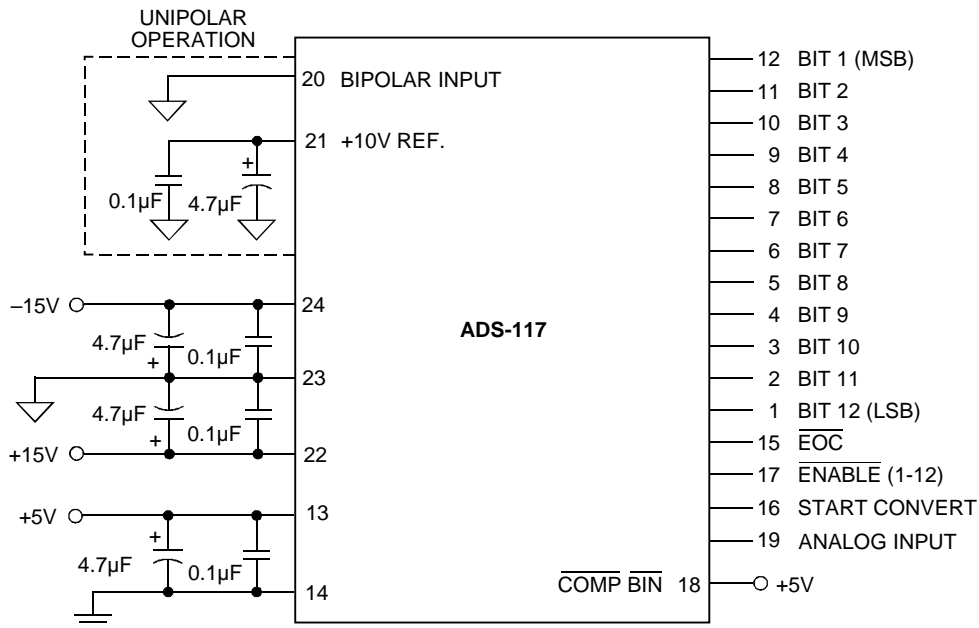 UNIPOLAR
OPERATION
20 BIPOLAR INPUT
21 +10V REF.
+
0.1µF
4.7µF
–15V
24
4.7µF
0.1µF
+
23
4.7µF
0.1µF
+
+15V
22
+5V
13
+
4.7µF
0.1µF
14
ADS-117
12 BIT 1 (MSB)
11 BIT 2
10 BIT 3
9 BIT 4
8 BIT 5
7 BIT 6
6 BIT 7
5 BIT 8
4 BIT 9
3 BIT 10
2 BIT 11
1 BIT 12 (LSB)
15 EOC
17 ENABLE (1-12)
16 START CONVERT
19 ANALOG INPUT
COMP BIN 18 +5V